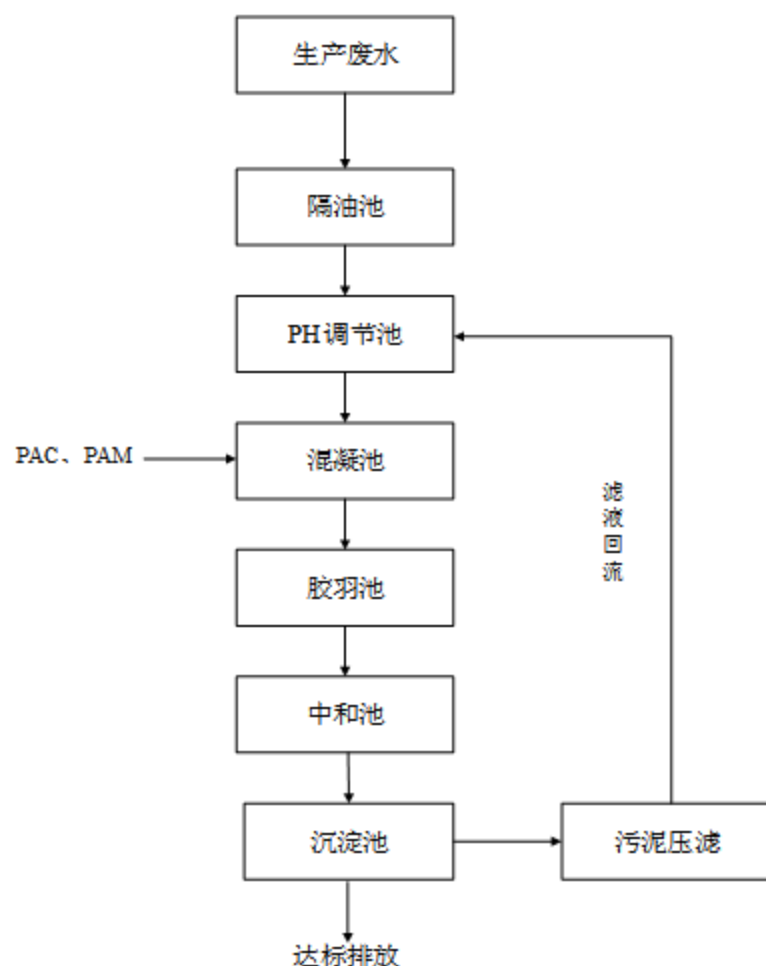 生产废水
隔油池
PH调节池
PAC、PAM
混凝池
滤液回流
胶羽池
中和池
沉淀池
污泥压滤
达标排放